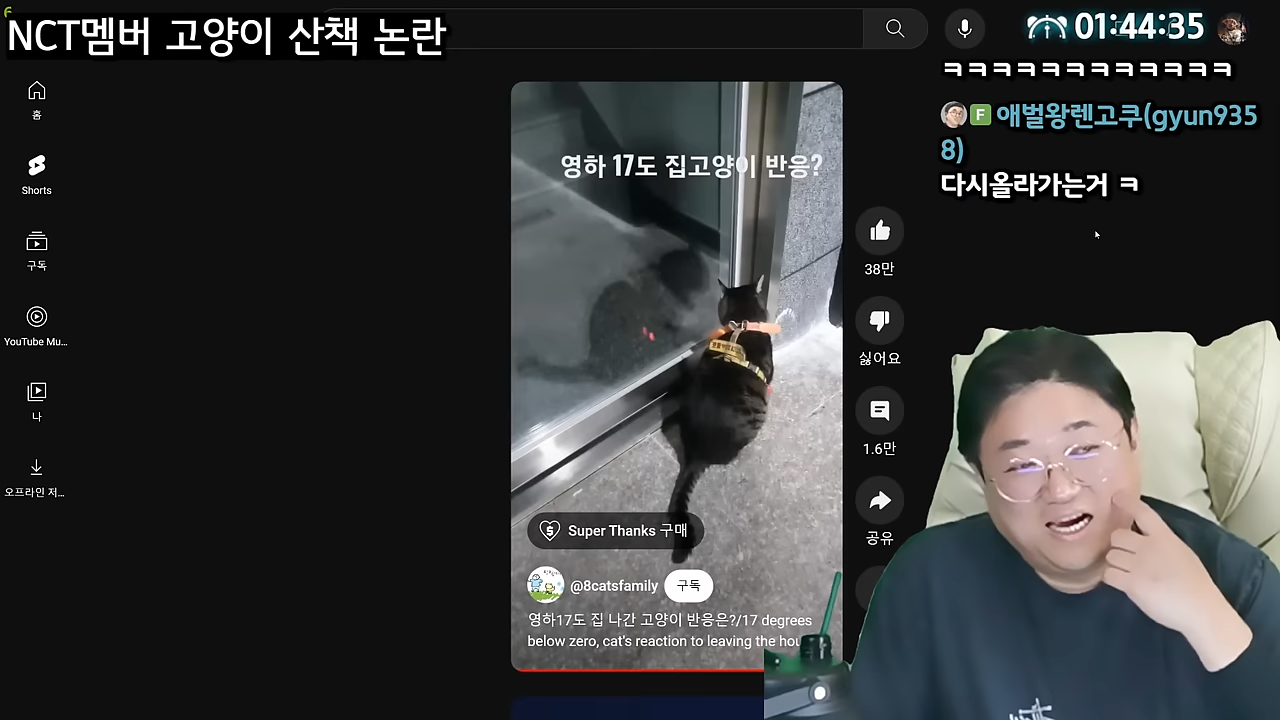 NCT멤버 고양이 산책 논란
01:44:35
ㅋㅋㅋㅋㅋㅋㅋㅋㅋㅋㅋㅋ
F 애벌왕렌고쿠(gyun935
8)
다시올라가는거 ㅋ
홈
Shorts
구독
YouTube Mu...
나
오프라인 저...
영하 17도 집고양이 반응?
38만
싫어요
1.6만
공유
Super Thanks 구매
@8catsfamily 구독
영하17도 집 나간 고양이 반응은?/17 degrees
below zero, cat's reaction to leaving the hou